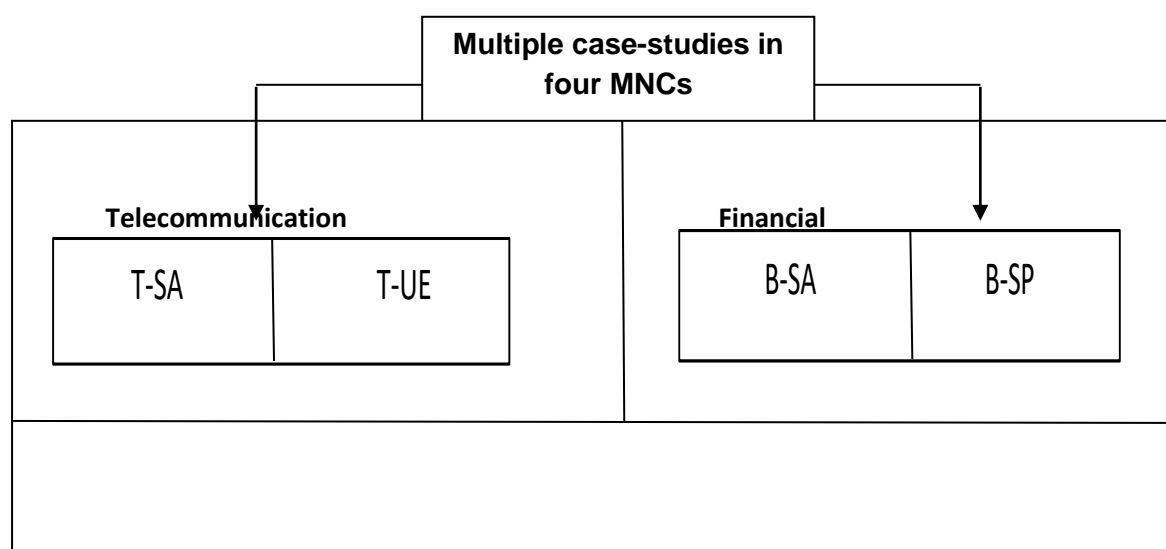 Multiple case-studies in
four MNCs
Telecommunication
Financial
T-SA
T-UE
B-SA
B-SP